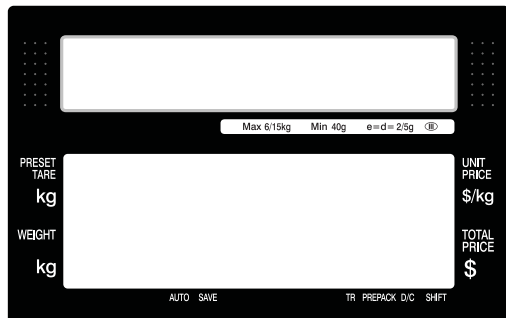 Max 6/15kg Min 40g e=d=2/5g III
PRESET
TARE
kg
UNIT
PRICE
$/kg
WEIGHT
kg
TOTAL
PRICE
$
AUTO SAVE TR PREPACK D/C SHIFT